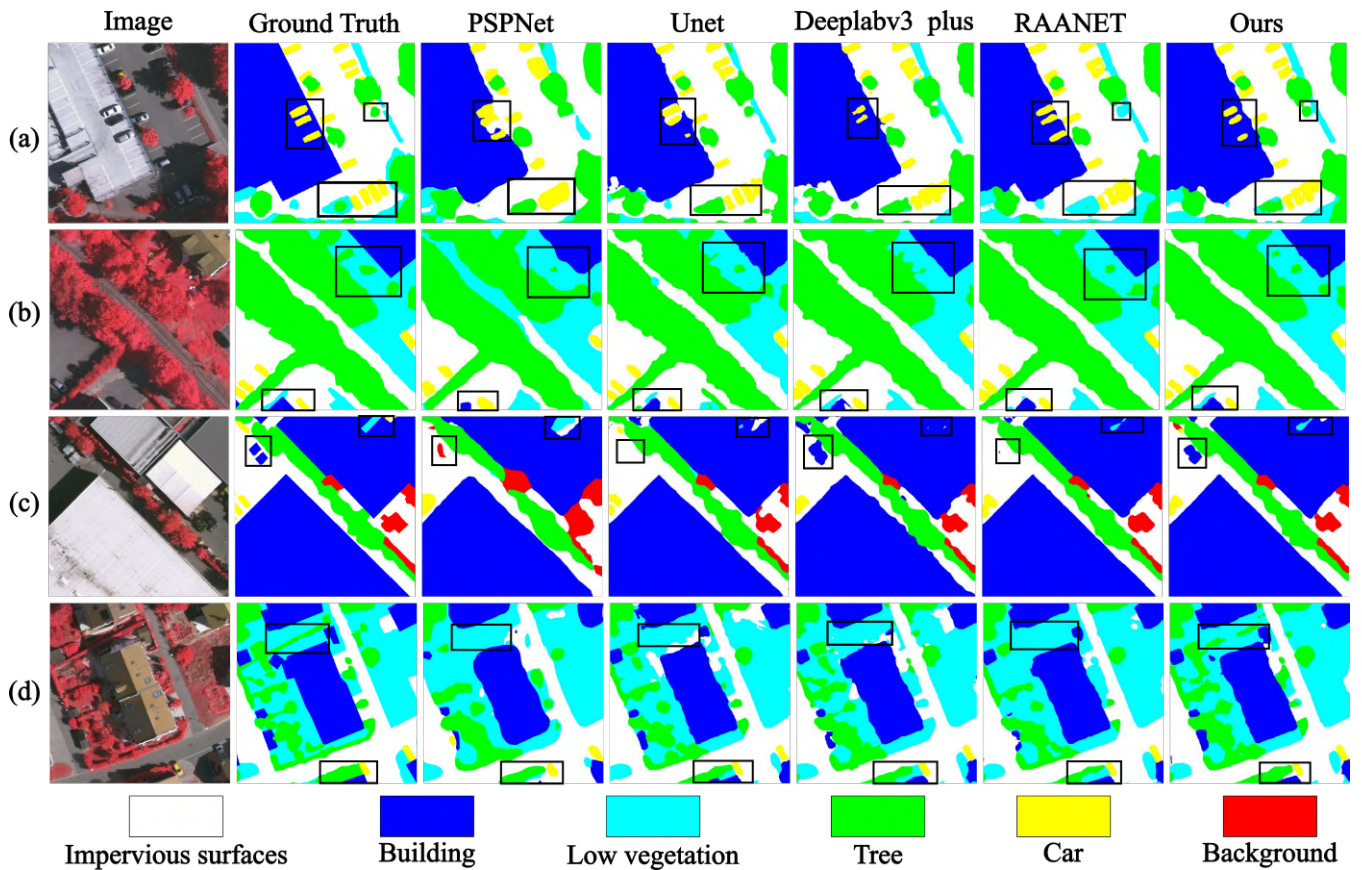 Image Ground Truth PSPNet Unet Deeplabv3 plus RAANET Ours
(a)
(b)
(c)
(d)
Impervious surfaces Building Low vegetation Tree Car Background